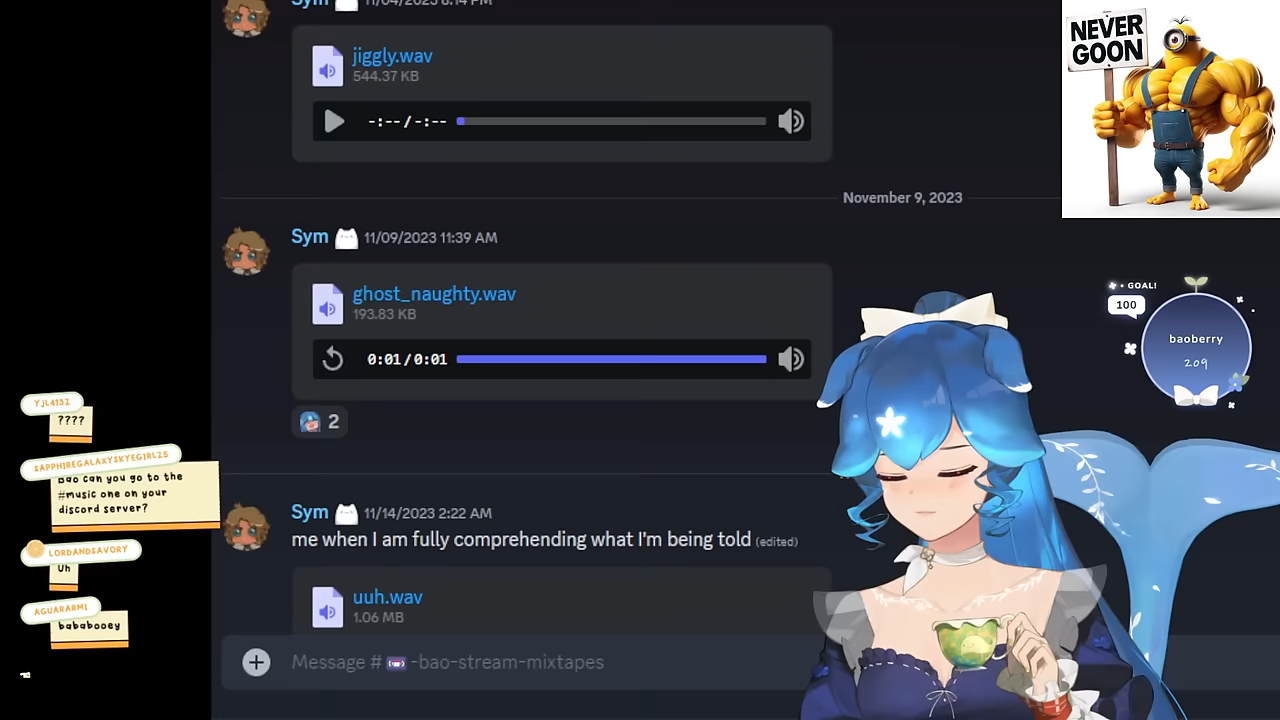 Sym 11/04/2023 8:14 PM
jiggly.wav
544.37 KB
-:-- / -:--
NEVER
GOON
November 9, 2023
Sym 11/09/2023 11:39 AM
ghost_naughty.wav
193.83 KB
0:01 / 0:01
2
• GOAL!
100
baoberry
209
YJL4132
????
SAPPHIREGALAXYSKYEGIRL25
Bao can you go to the
#music one on your
discord server?
LORDANDSAVORY
Uh
AGUARARM1
bababooey
Sym 11/14/2023 2:22 AM
me when I am fully comprehending what I'm being told (edited)
uuh.wav
1.06 MB
Message # -bao-stream-mixtapes